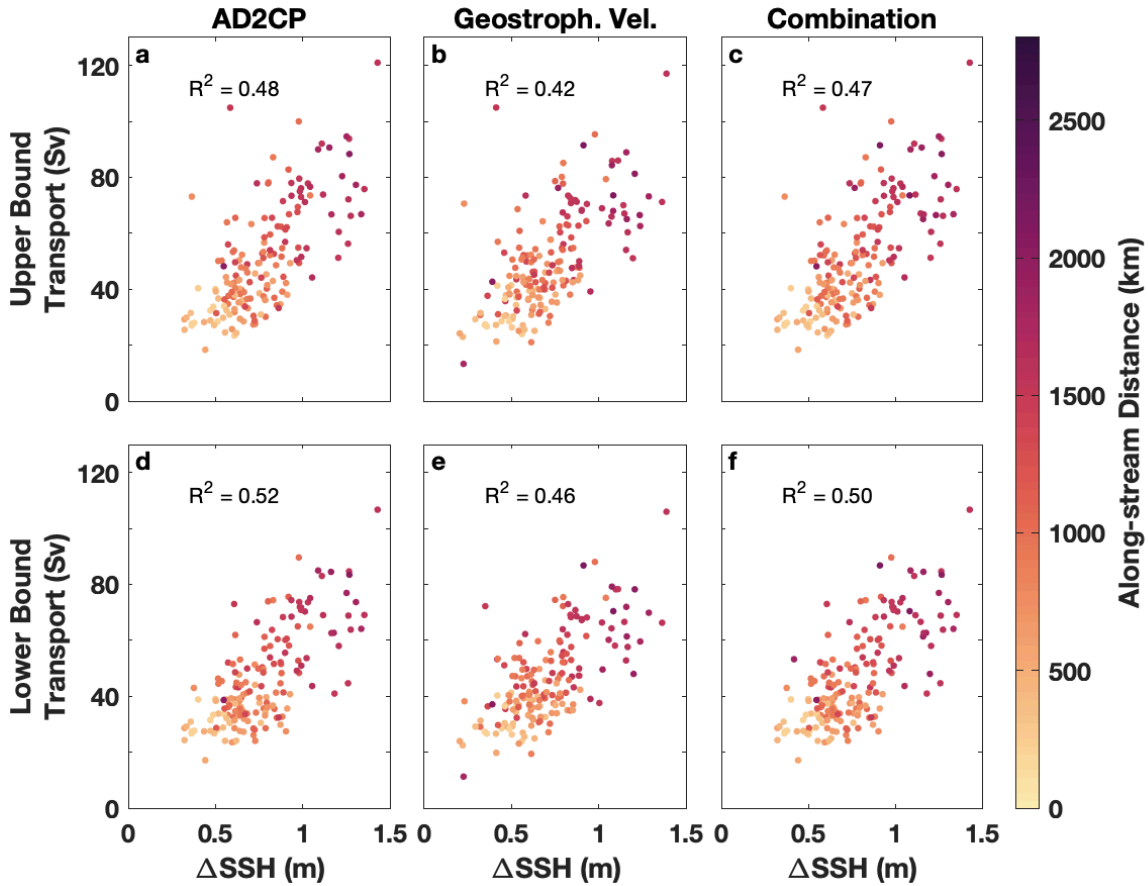 AD2CP
Geostroph. Vel.
Combination
a
b
c
R² = 0.48
R² = 0.42
R² = 0.47
Upper Bound
Transport (Sv)
120
80
40
0
d
e
f
R² = 0.52
R² = 0.46
R² = 0.50
Lower Bound
Transport (Sv)
120
80
40
0
0 0.5 1 1.5
0 0.5 1 1.5
0 0.5 1 1.5
ΔSSH (m)
ΔSSH (m)
ΔSSH (m)
2500
2000
1500
1000
500
0
Along-stream Distance (km)